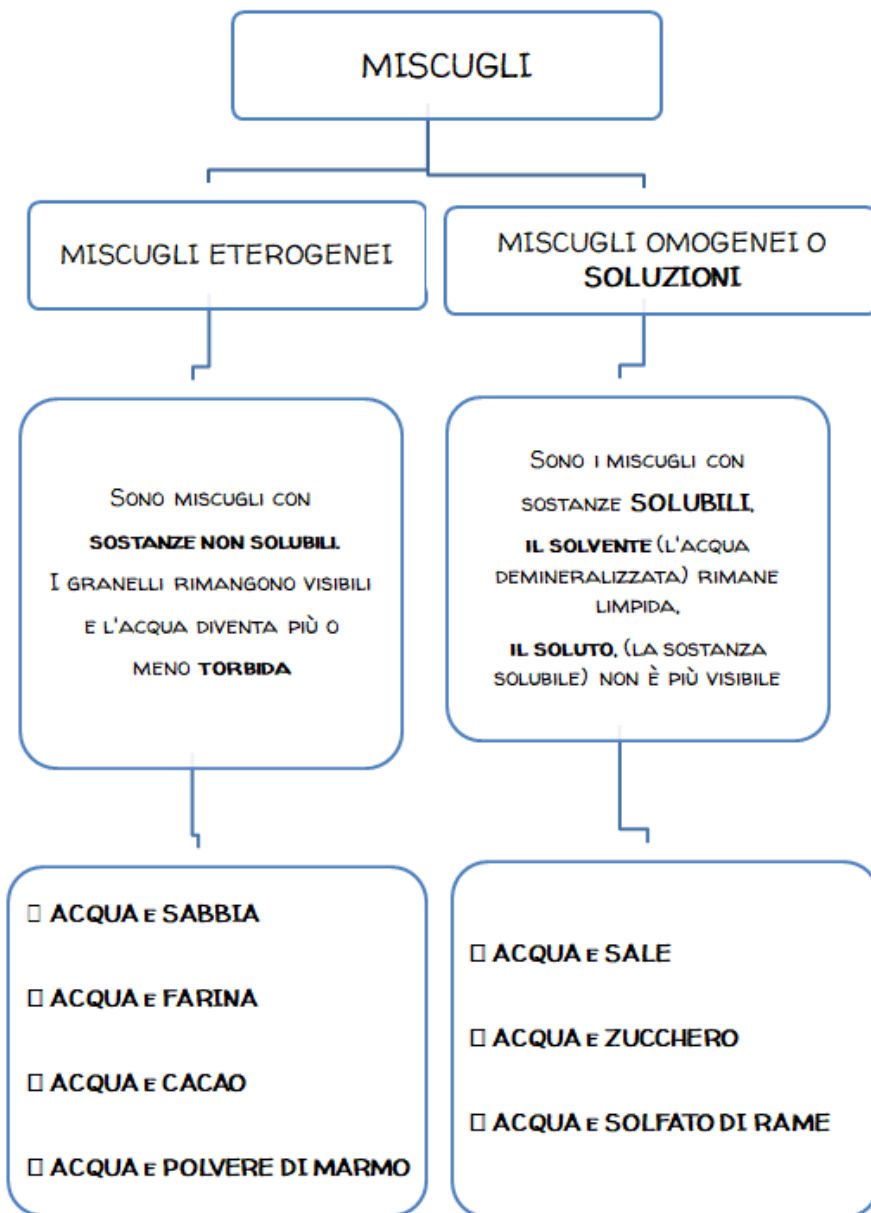 MISCUGLI
MISCUGLI ETEROGENEI
MISCUGLI OMOGENEI O
SOLUZIONI
SONO MISCUGLI CON
SOSTANZE NON SOLUBILI.
I GRANELLI RIMANGONO VISIBILI
E L'ACQUA DIVENTA PIÙ O
MENO TORBIDA
SONO I MISCUGLI CON
SOSTANZE SOLUBILI,
IL SOLVENTE (L'ACQUA
DEMINERALIZZATA) RIMANE
LIMPIDA,
IL SOLUTO, (LA SOSTANZA
SOLUBILE) NON È PIÙ VISIBILE
ACQUA E SABBIA
ACQUA E FARINA
ACQUA E CACAO
ACQUA E POLVERE DI MARMO
ACQUA E SALE
ACQUA E ZUCCHERO
ACQUA E SOLFATO DI RAME